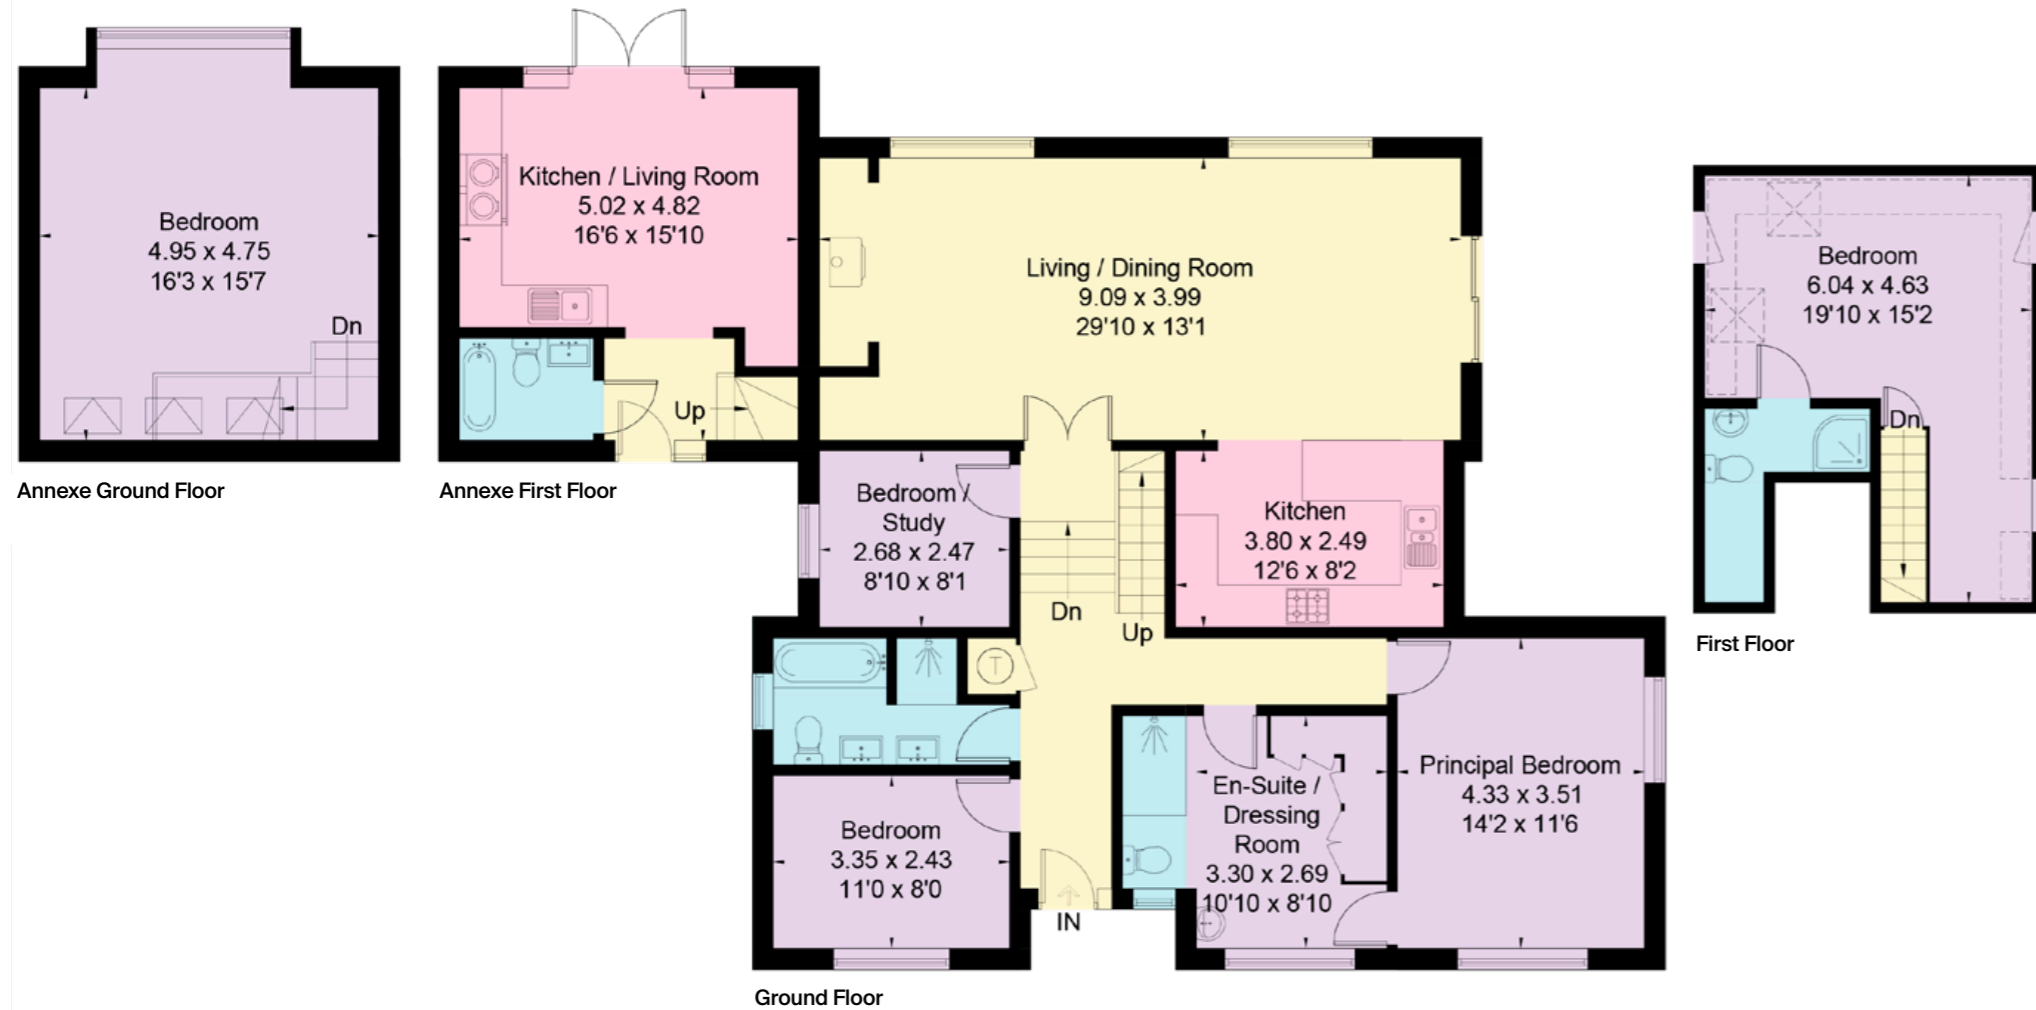 Bedroom
4.95 x 4.75
16'3 x 15'7
Dn
Annexe Ground Floor
Kitchen / Living Room
5.02 x 4.82
16'6 x 15'10
Up
Annexe First Floor
Living / Dining Room
9.09 x 3.99
29'10 x 13'1
Bedroom /
Study
2.68 x 2.47
8'10 x 8'1
Dn
Up
Kitchen
3.80 x 2.49
12'6 x 8'2
T
Bedroom
3.35 x 2.43
11'0 x 8'0
IN
En-Suite /
Dressing
Room
3.30 x 2.69
10'10 x 8'10
Principal Bedroom
4.33 x 3.51
14'2 x 11'6
Ground Floor
Bedroom
6.04 x 4.63
19'10 x 15'2
Dn
First Floor